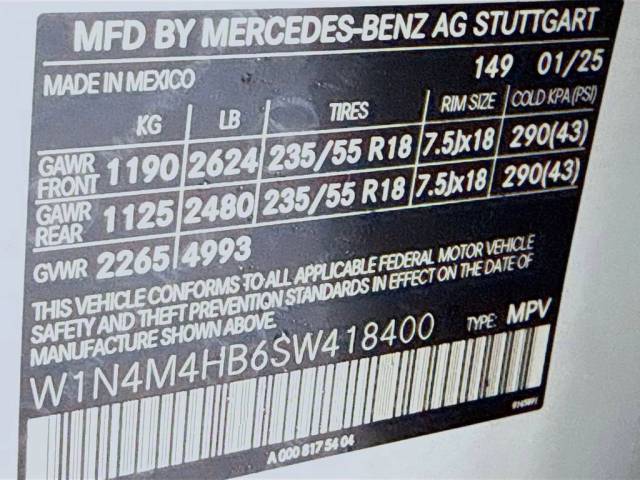 MFD BY MERCEDES-BENZ AG STUTTGART
MADE IN MEXICO 149 01/25
KG LB TIRES RIM SIZE COLD KPA(PSI)
GAWR FRONT 1190 2624 235/55 R18 7.5Jx18 290(43)
GAWR REAR 1125 2480 235/55 R18 7.5Jx18 290(43)
GVWR 2265 4993
THIS VEHICLE CONFORMS TO ALL APPLICABLE FEDERAL MOTOR VEHICLE
SAFETY AND THEFT PREVENTION STANDARDS IN EFFECT ON THE DATE OF
MANUFACTURE SHOWN ABOVE.
W1N4M4HB6SW418400 TYPE: MPV
A 000 817 54 04